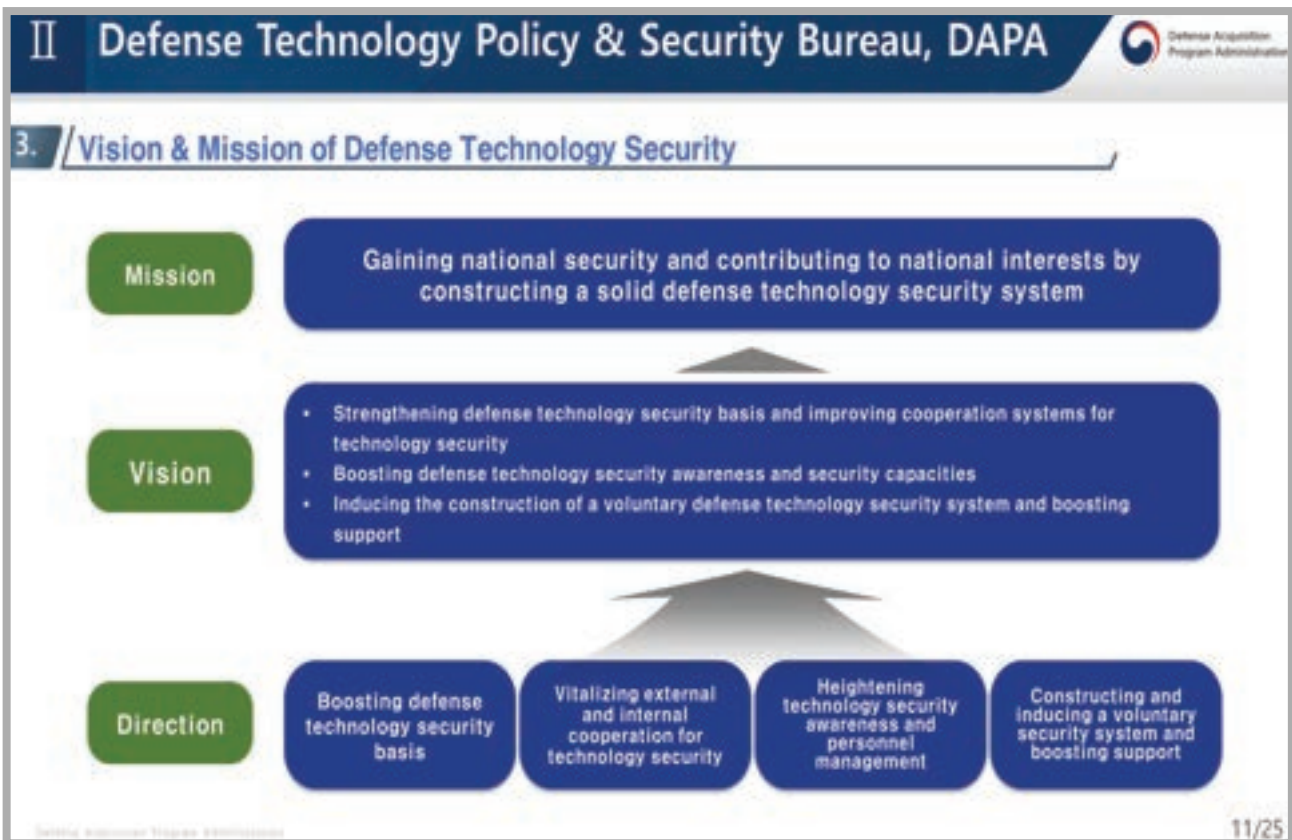 Ⅱ Defense Technology Policy & Security Bureau, DAPA
Defense Acquisition
Program Administration
3. Vision & Mission of Defense Technology Security
Mission
Gaining national security and contributing to national interests by
constructing a solid defense technology security system
Vision
• Strengthening defense technology security basis and improving cooperation systems for
technology security
• Boosting defense technology security awareness and security capacities
• Inducing the construction of a voluntary defense technology security system and boosting
support
Direction
Boosting defense
technology security
basis
Vitalizing external
and internal
cooperation for
technology security
Heightening
technology security
awareness and
personnel
management
Constructing and
inducing a voluntary
security system and
boosting support
Defense Acquisition Program Administration
11/25